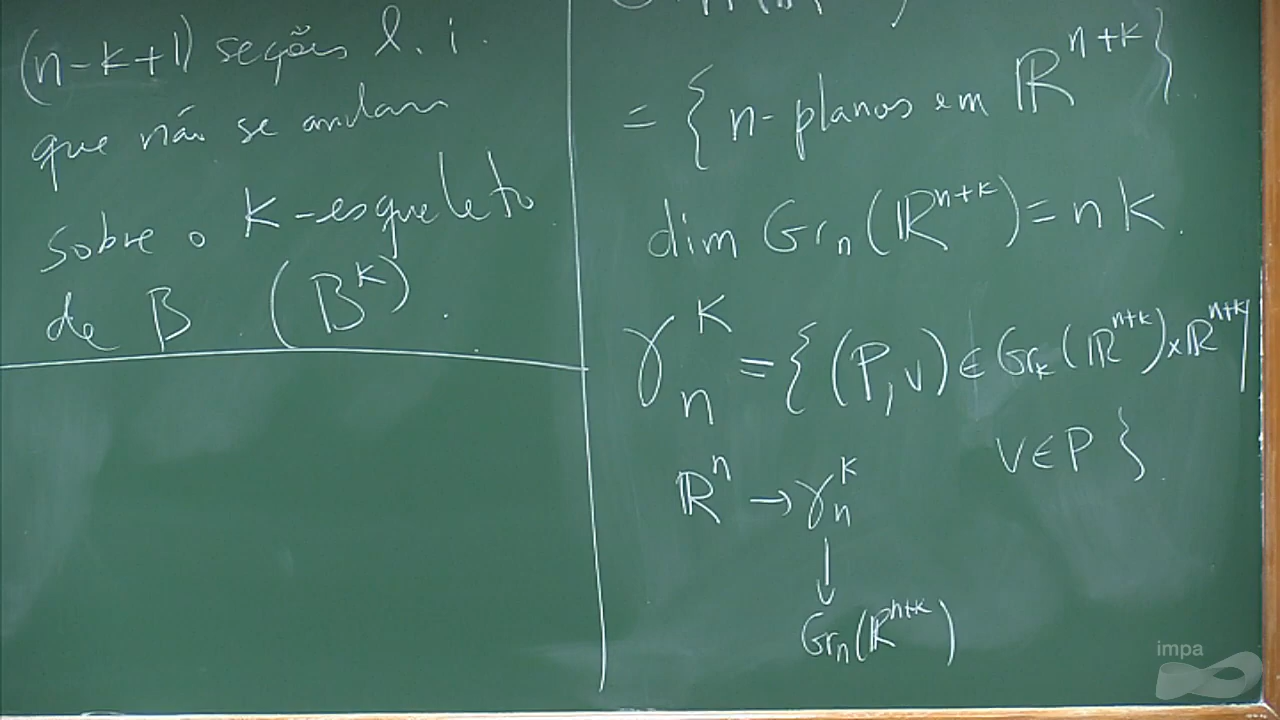 (n-k+1) seções l. i.
que não se anulam
sobre o k-esqueleto
de B (B^k).
= { n-planos em ℝ^{n+k} }
dim Gr_n(ℝ^{n+k}) = nk.
γ^k_n = { (P,v) ∈ Gr_k(ℝ^{n+k}) × ℝ^{n+k} |
v ∈ P }.
ℝ^n → γ^k_n
↓
Gr_n(ℝ^{n+k})
impa